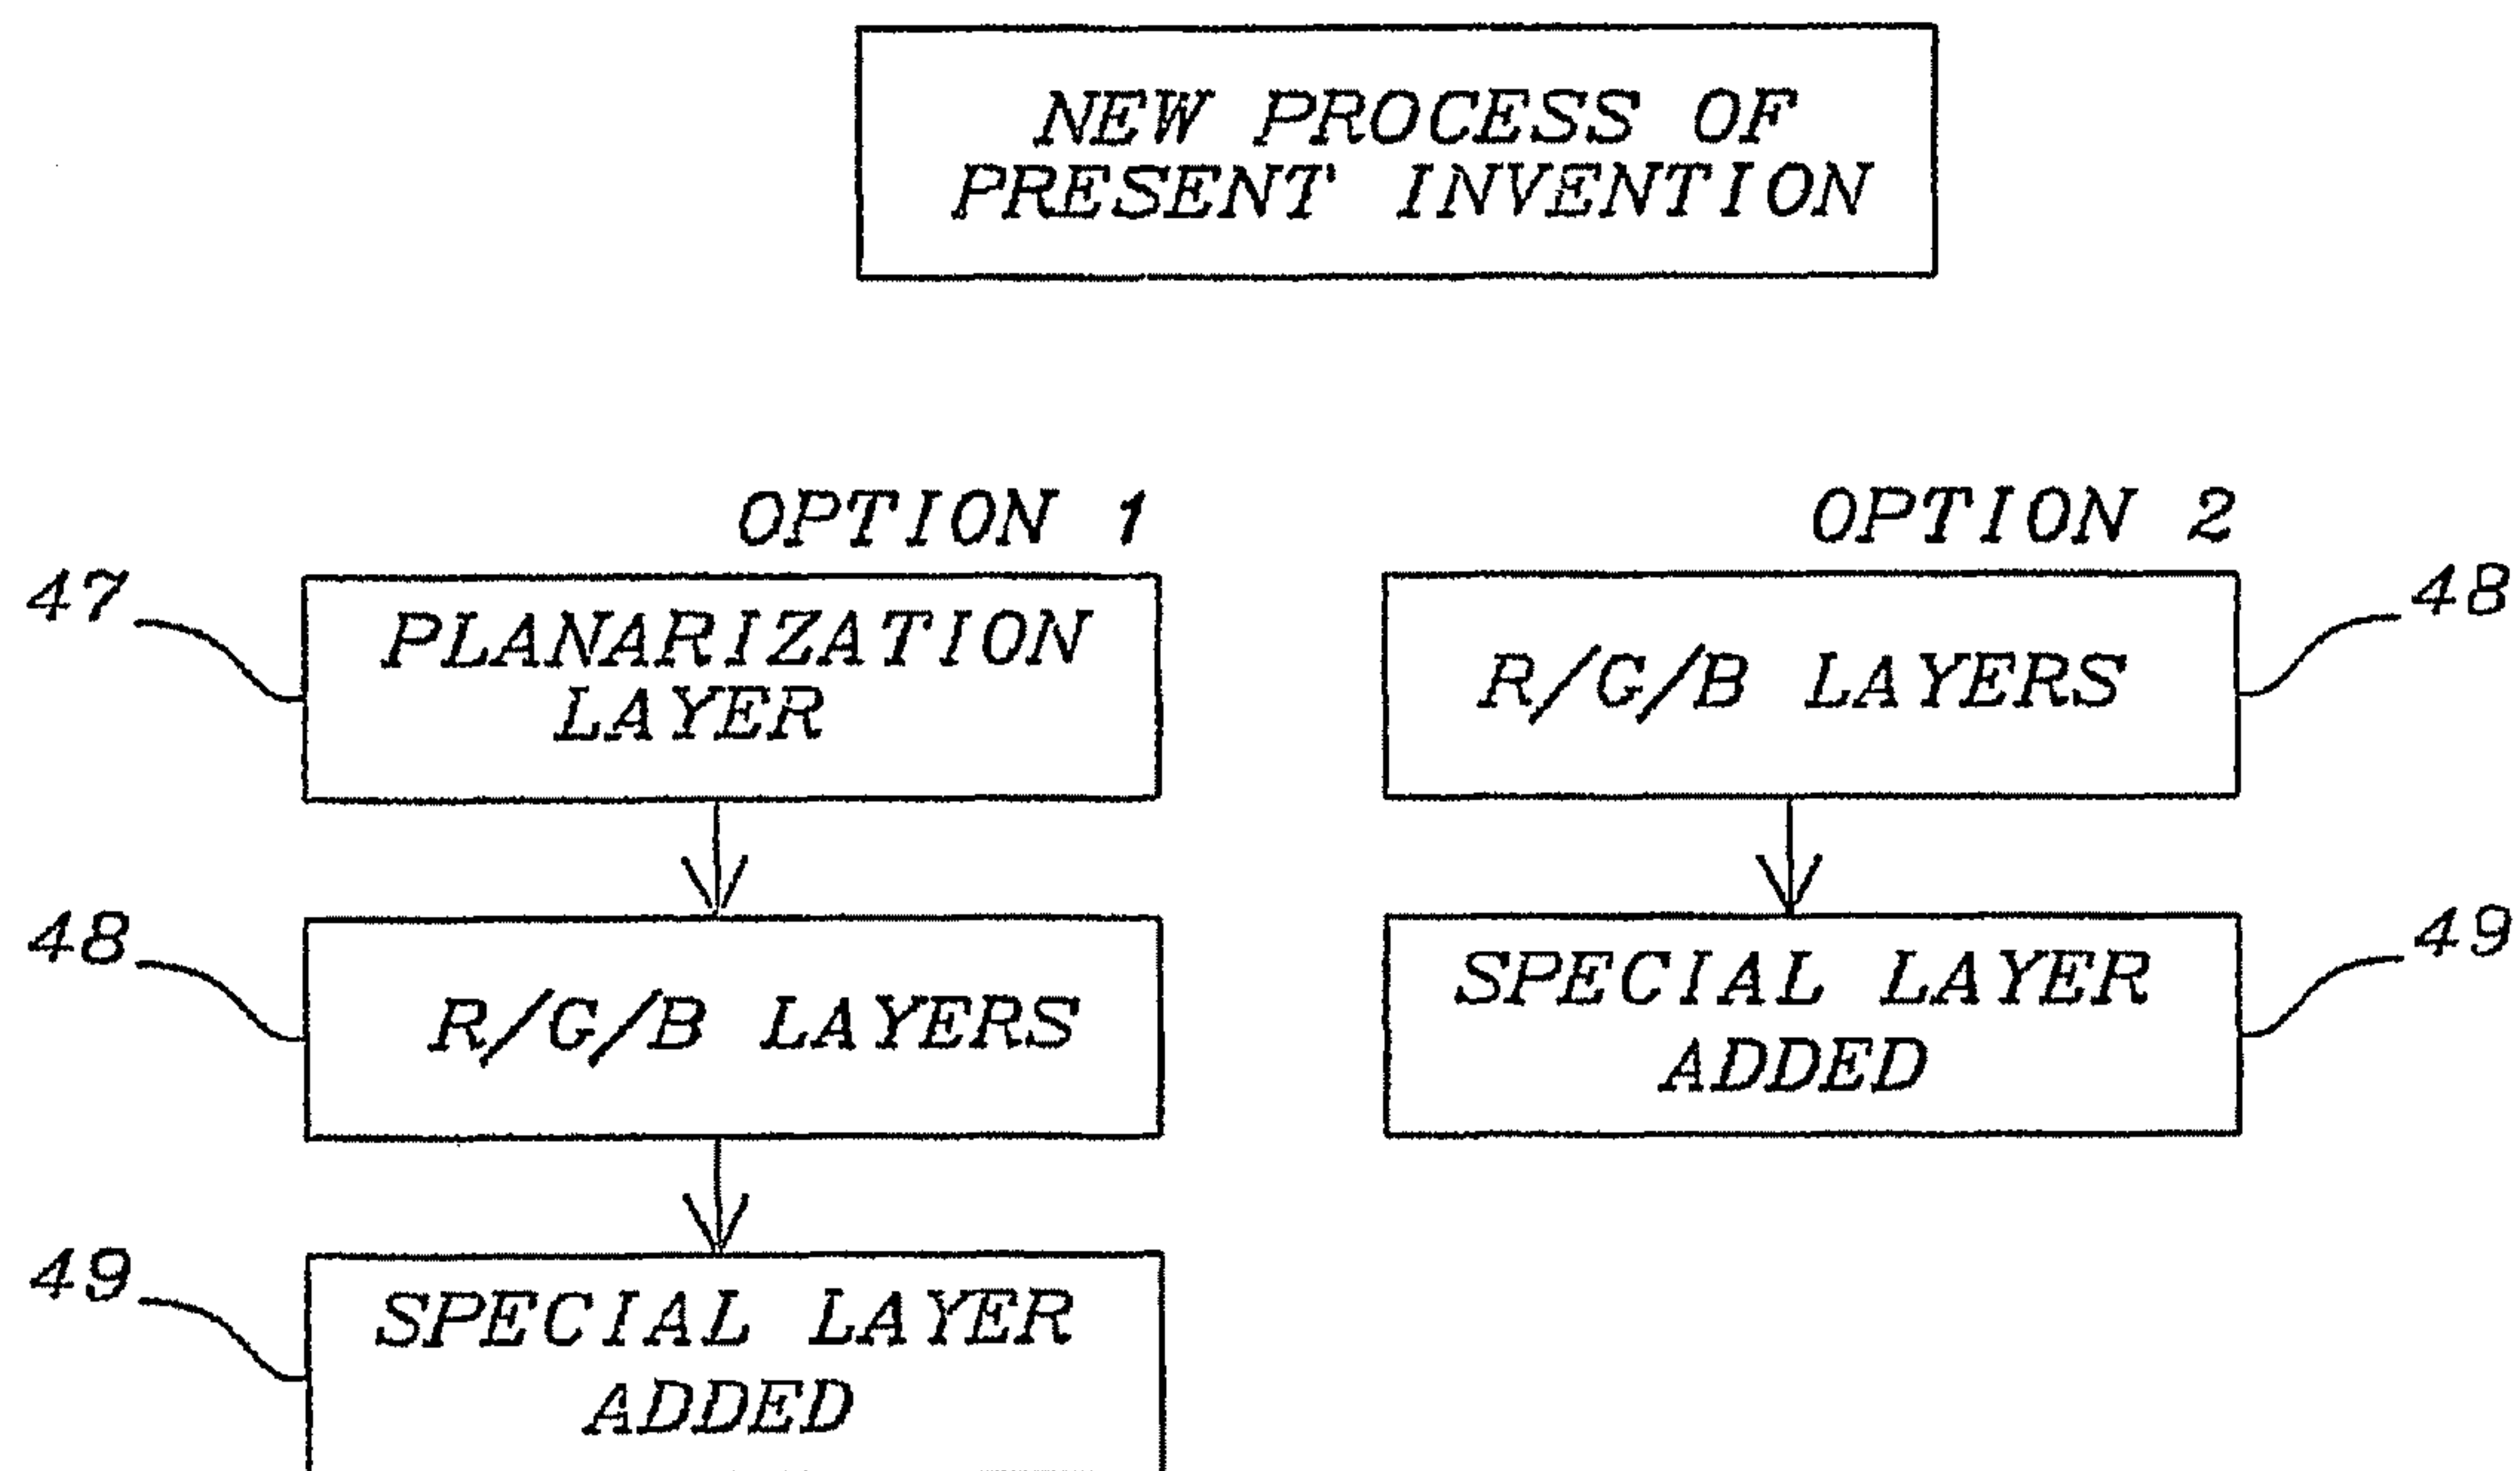 NEW PROCESS OF
PRESENT INVENTION
OPTION 1
47
PLANARIZATION
LAYER
48
R/G/B LAYERS
49
SPECIAL LAYER
ADDED
OPTION 2
48
R/G/B LAYERS
49
SPECIAL LAYER
ADDED